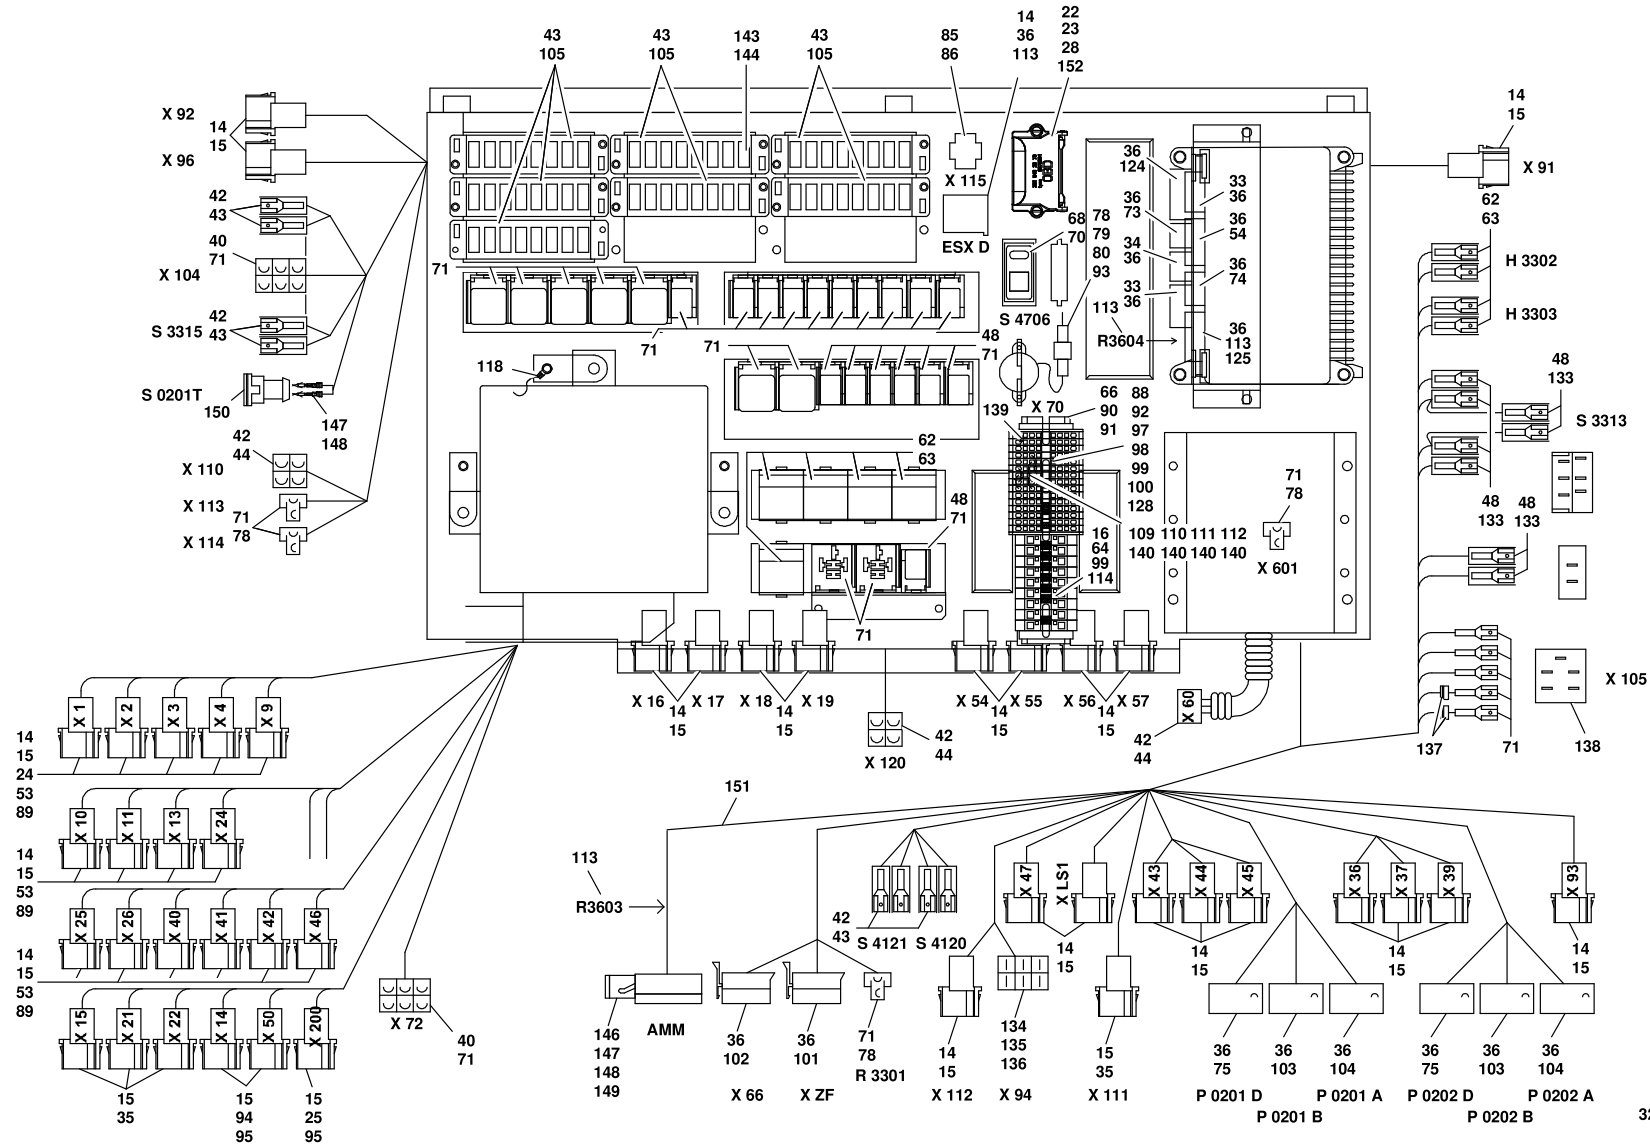 43
105
43
105
143
144
43
105
85
86
14
36
113
22
23
28
152
X 92
14
15
X 96
42
43
40
71
X 104
S 3315
42
43
S 0201T
150
147
148
42
44
X 110
X 113
71
78
X 114
X 115
ESX D
68
70
78
79
80
93
S 4706
113
R3604
36
124
36
73
34
36
33
36
33
36
36
54
36
74
36
113
125
14
15
X 91
62
63
H 3302
H 3303
48
133
S 3313
48
133
48
133
71
71
71
48
71
118
62
63
48
71
71
139
X 70
66
90
91
88
92
97
98
99
100
128
16
64
99
114
109 110 111 112
140 140 140 140
71
78
X 601
X 105
137
71
138
X 16
14
15
X 17
X 18
14
15
X 19
X 54
14
15
X 55
X 56
14
15
X 57
X 60
42
44
42
44
X 120
X 1
X 2
X 3
X 4
X 9
14
15
24
53
89
X 10
X 11
X 13
X 24
14
15
53
89
X 25
X 26
X 40
X 41
X 42
X 46
14
15
53
89
X 15
X 21
X 22
X 14
X 50
X 200
15
35
15
94
95
15
25
95
X 72
40
71
151
113
R3603
AMM
146
147
148
149
36
102
X 66
36
101
X ZF
71
78
R 3301
42
43
S 4121
S 4120
14
15
X 112
134
135
136
X 94
X 47
X LS1
14
15
15
35
X 111
X 43
X 44
X 45
14
15
X 36
X 37
X 39
14
15
X 93
14
15
36
75
P 0201 D
36
103
P 0201 B
36
104
P 0201 A
36
75
P 0202 D
36
103
P 0202 B
36
104
P 0202 A